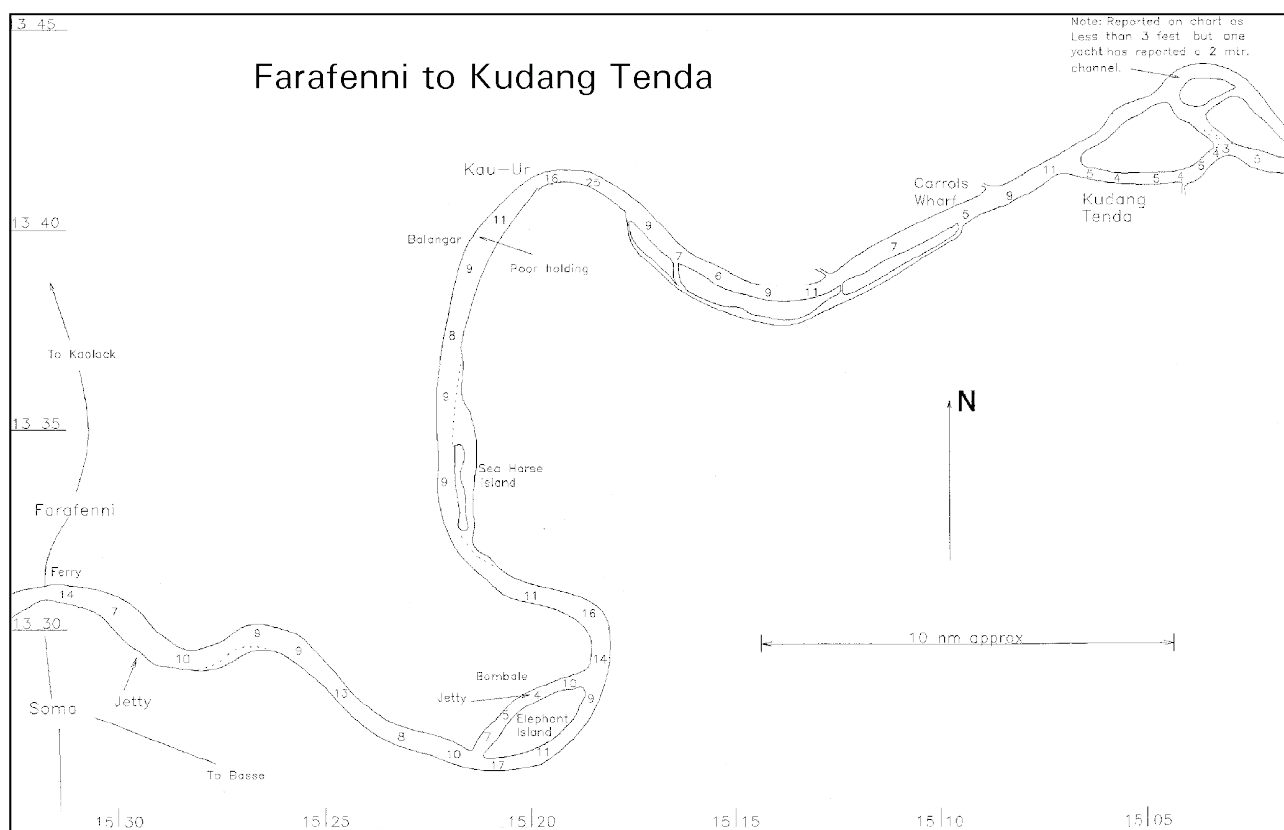 13 45
Note: Reported on chart as
Less than 3 feet but one
yacht has reported a 2 mtr.
channel.
Farafenni to Kudang Tenda
Kau-Ur
16
25
11
Carrols
Wharf
11
9
5
4
5
4
5
4
3
9
Kudang
Tenda
13 40
Balangar
9
Poor holding
9
7
6
9
11
7
5
To Kaolack
8
9
N
13 35
Sea Horse
Island
9
Farafenni
Ferry
14
7
11
16
13 30
10
9
9
14
10 nm approx
Jetty
Bambale
Jetty
4
10
9
Soma
13
5
Elephant
Island
8
10
7
17
11
To Basse
15 30
15 25
15 20
15 15
15 10
15 05